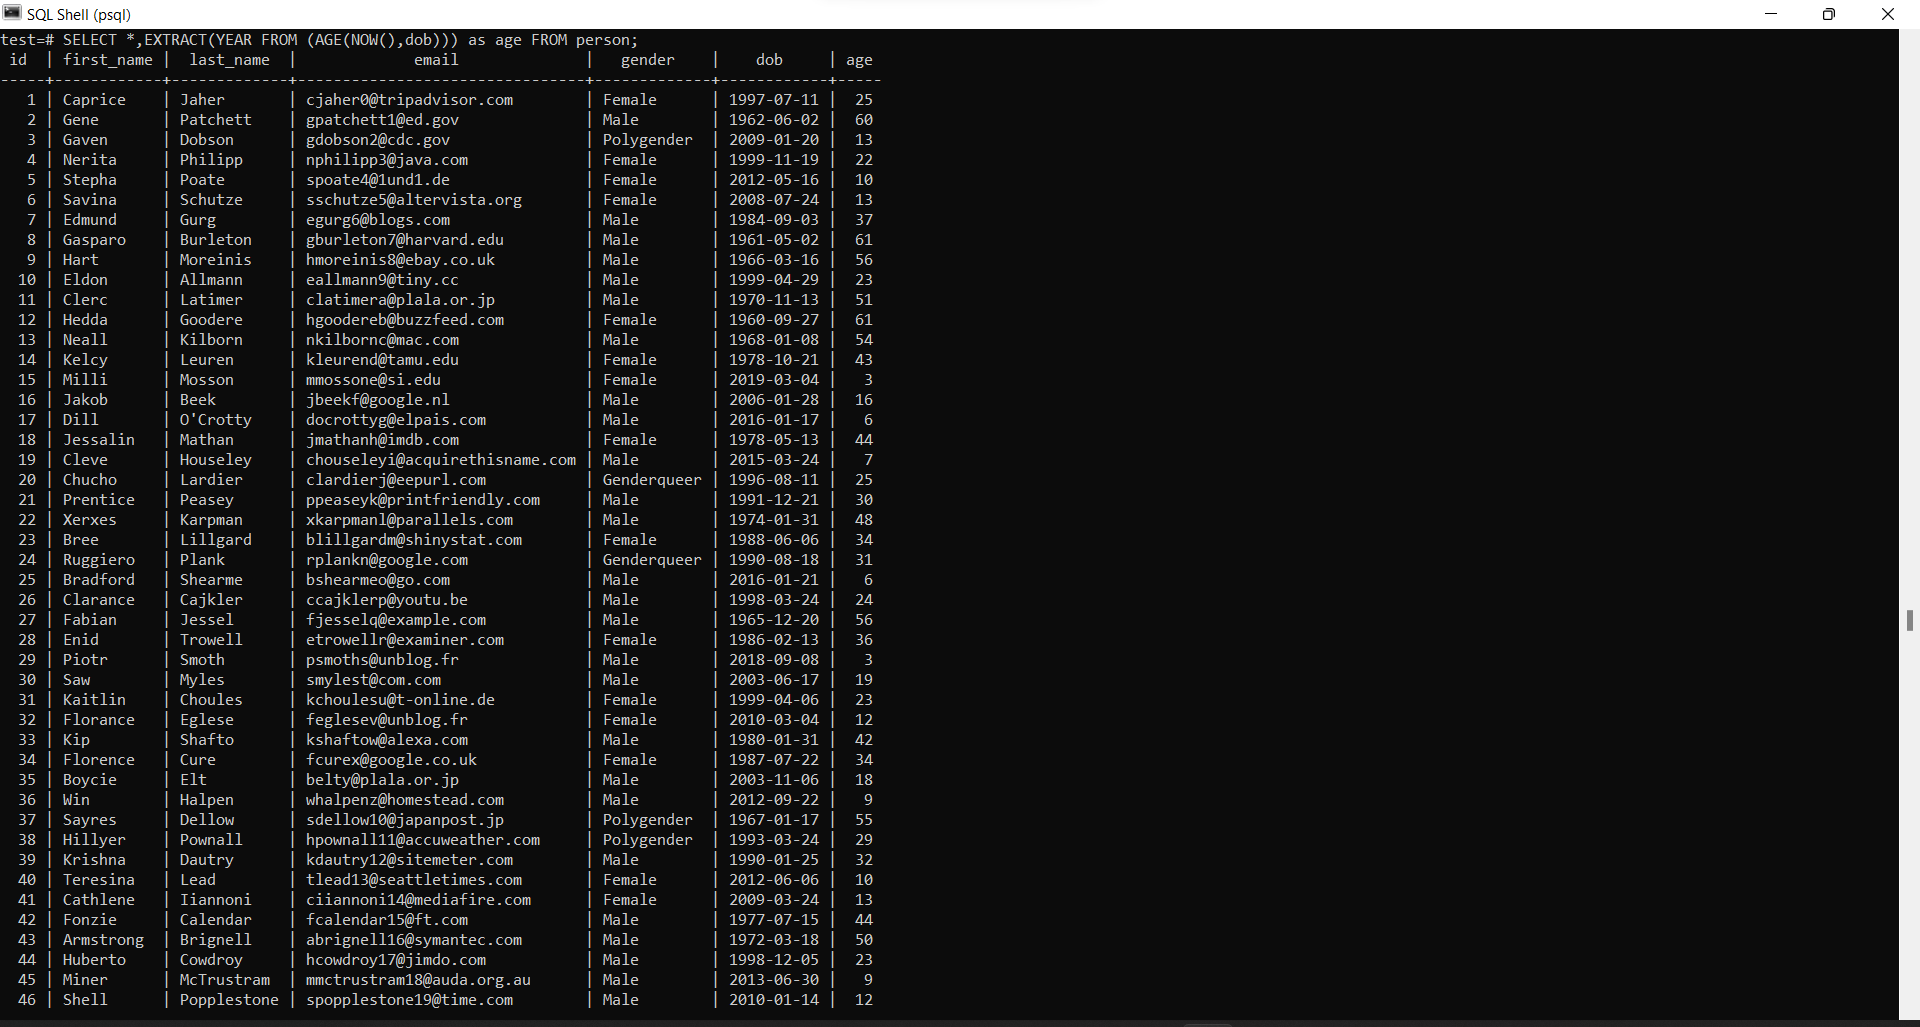 SQL Shell (psql)
test=# SELECT *,EXTRACT(YEAR FROM (AGE(NOW(),dob))) as age FROM person;
 id  | first_name |  last_name  |             email             |   gender    |    dob     | age
-----+------------+-------------+-------------------------------+-------------+------------+-----
   1 | Caprice    | Jaher       | cjaher0@tripadvisor.com       | Female      | 1997-07-11 |  25
   2 | Gene       | Patchett    | gpatchett1@ed.gov             | Male        | 1962-06-02 |  60
   3 | Gaven      | Dobson      | gdobson2@cdc.gov              | Polygender  | 2009-01-20 |  13
   4 | Nerita     | Philipp     | nphilipp3@java.com            | Female      | 1999-11-19 |  22
   5 | Stepha     | Poate       | spoate4@1und1.de              | Female      | 2012-05-16 |  10
   6 | Savina     | Schutze     | sschutze5@altervista.org      | Female      | 2008-07-24 |  13
   7 | Edmund     | Gurg        | egurg6@blogs.com              | Male        | 1984-09-03 |  37
   8 | Gasparo    | Burleton    | gburleton7@harvard.edu        | Male        | 1961-05-02 |  61
   9 | Hart       | Moreinis    | hmoreinis8@ebay.co.uk         | Male        | 1966-03-16 |  56
  10 | Eldon      | Allmann     | eallmann9@tiny.cc             | Male        | 1999-04-29 |  23
  11 | Clerc      | Latimer     | clatimera@plala.or.jp         | Male        | 1970-11-13 |  51
  12 | Hedda      | Goodere     | hgoodereb@buzzfeed.com        | Female      | 1960-09-27 |  61
  13 | Neall      | Kilborn     | nkilbornc@mac.com             | Male        | 1968-01-08 |  54
  14 | Kelcy      | Leuren      | kleurend@tamu.edu             | Female      | 1978-10-21 |  43
  15 | Milli      | Mosson      | mmossone@si.edu               | Female      | 2019-03-04 |   3
  16 | Jakob      | Beek        | jbeekf@google.nl              | Male        | 2006-01-28 |  16
  17 | Dill       | O'Crotty    | docrottyg@elpais.com          | Male        | 2016-01-17 |   6
  18 | Jessalin   | Mathan      | jmathanh@imdb.com             | Female      | 1978-05-13 |  44
  19 | Cleve      | Houseley    | chouseleyi@acquirethisname.com | Male        | 2015-03-24 |   7
  20 | Chucho     | Lardier     | clardierj@eepurl.com          | Genderqueer | 1996-08-11 |  25
  21 | Prentice   | Peasey      | ppeaseyk@printfriendly.com    | Male        | 1991-12-21 |  30
  22 | Xerxes     | Karpman     | xkarpmanl@parallels.com       | Male        | 1974-01-31 |  48
  23 | Bree       | Lillgard    | blillgardm@shinystat.com      | Female      | 1988-06-06 |  34
  24 | Ruggiero   | Plank       | rplankn@google.com            | Genderqueer | 1990-08-18 |  31
  25 | Bradford   | Shearme     | bshearmeo@go.com              | Male        | 2016-01-21 |   6
  26 | Clarance   | Cajkler     | ccajklerp@youtu.be            | Male        | 1998-03-24 |  24
  27 | Fabian     | Jessel      | fjesselq@example.com          | Male        | 1965-12-20 |  56
  28 | Enid       | Trowell     | etrowellr@examiner.com        | Female      | 1986-02-13 |  36
  29 | Piotr      | Smoth       | psmoths@unblog.fr             | Male        | 2018-09-08 |   3
  30 | Saw        | Myles       | smylest@com.com               | Male        | 2003-06-17 |  19
  31 | Kaitlin    | Choules     | kchoulesu@t-online.de         | Female      | 1999-04-06 |  23
  32 | Florance   | Eglese      | feglesev@unblog.fr            | Female      | 2010-03-04 |  12
  33 | Kip        | Shafto      | kshaftow@alexa.com            | Male        | 1980-01-31 |  42
  34 | Florence   | Cure        | fcurex@google.co.uk           | Female      | 1987-07-22 |  34
  35 | Boycie     | Elt         | belty@plala.or.jp             | Male        | 2003-11-06 |  18
  36 | Win        | Halpen      | whalpenz@homestead.com        | Male        | 2012-09-22 |   9
  37 | Sayres     | Dellow      | sdellow10@japanpost.jp        | Polygender  | 1967-01-17 |  55
  38 | Hillyer    | Pownall     | hpownall11@accuweather.com    | Polygender  | 1993-03-24 |  29
  39 | Krishna    | Dautry      | kdautry12@sitemeter.com       | Male        | 1990-01-25 |  32
  40 | Teresina   | Lead        | tlead13@seattletimes.com      | Female      | 2012-06-06 |  10
  41 | Cathlene   | Iiannoni    | ciiannoni14@mediafire.com     | Female      | 2009-03-24 |  13
  42 | Fonzie     | Calendar    | fcalendar15@ft.com            | Male        | 1977-07-15 |  44
  43 | Armstrong  | Brignell    | abrignell16@symantec.com      | Male        | 1972-03-18 |  50
  44 | Huberto    | Cowdroy     | hcowdroy17@jimdo.com          | Male        | 1998-12-05 |  23
  45 | Miner      | McTrustram  | mmctrustram18@auda.org.au     | Male        | 2013-06-30 |   9
  46 | Shell      | Popplestone | spopplestone19@time.com       | Male        | 2010-01-14 |  12